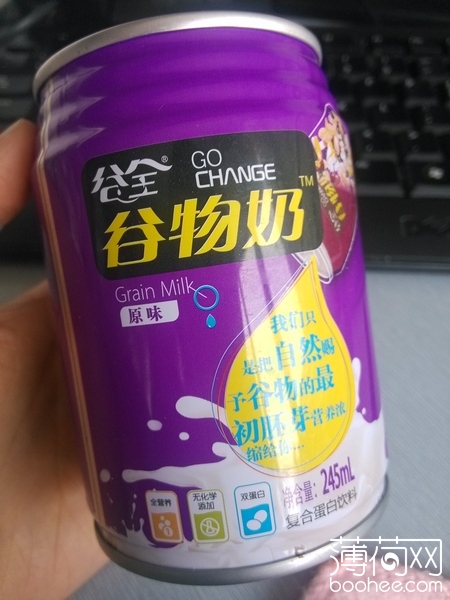 谷全®
GO
CHANGE
谷物奶™
Grain Milk
原味
我们只
是把自然赐
予谷物的最
初胚芽营养浓
缩给你...
全营养
无化学
添加
双蛋白
净含量：245mL
复合蛋白饮料
薄荷网
boohee.com